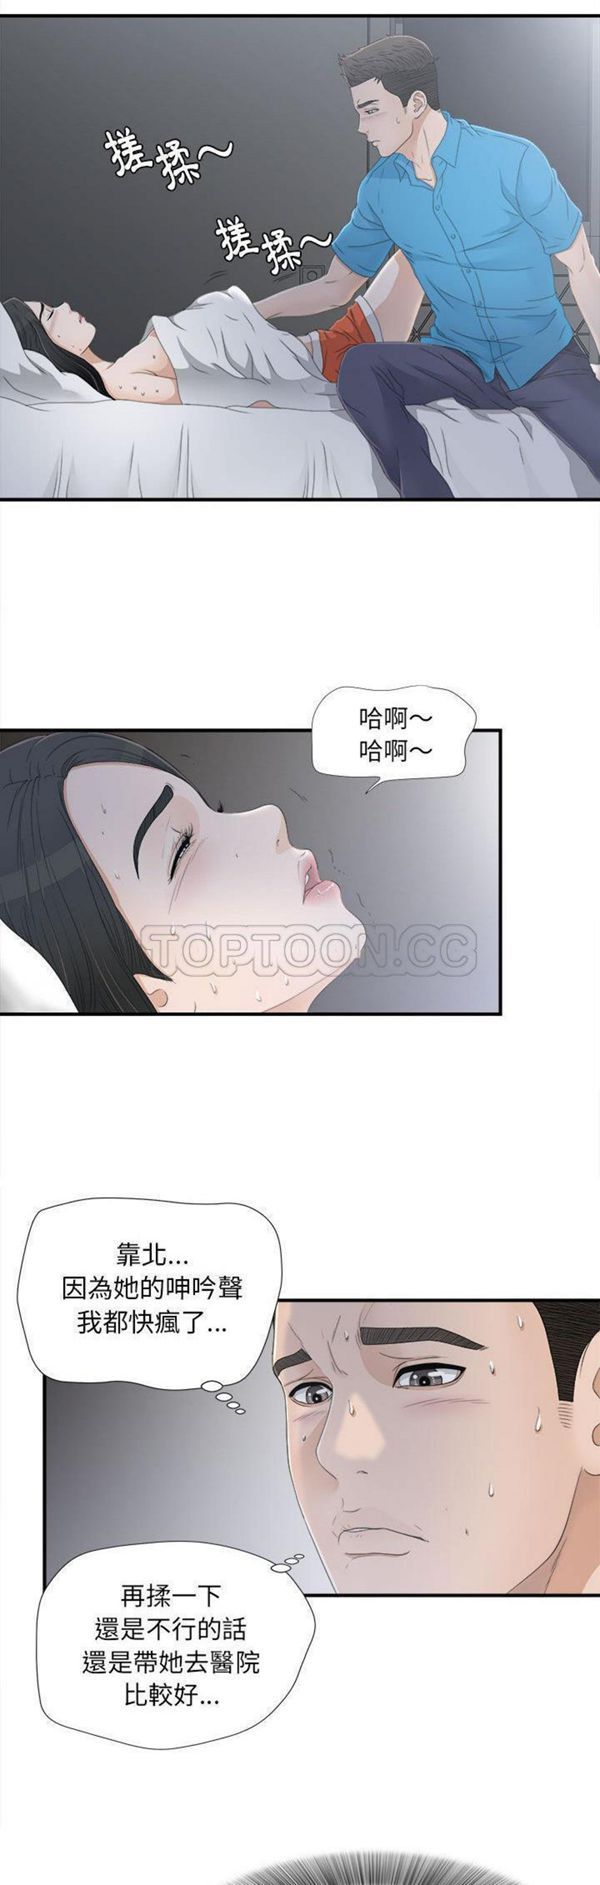 搓揉～
搓揉～
哈啊～
哈啊～
TOPTOON.CC
靠北...
因為她的呻吟聲
我都快瘋了...
再揉一下
還是不行的話
還是帶她去醫院
比較好...